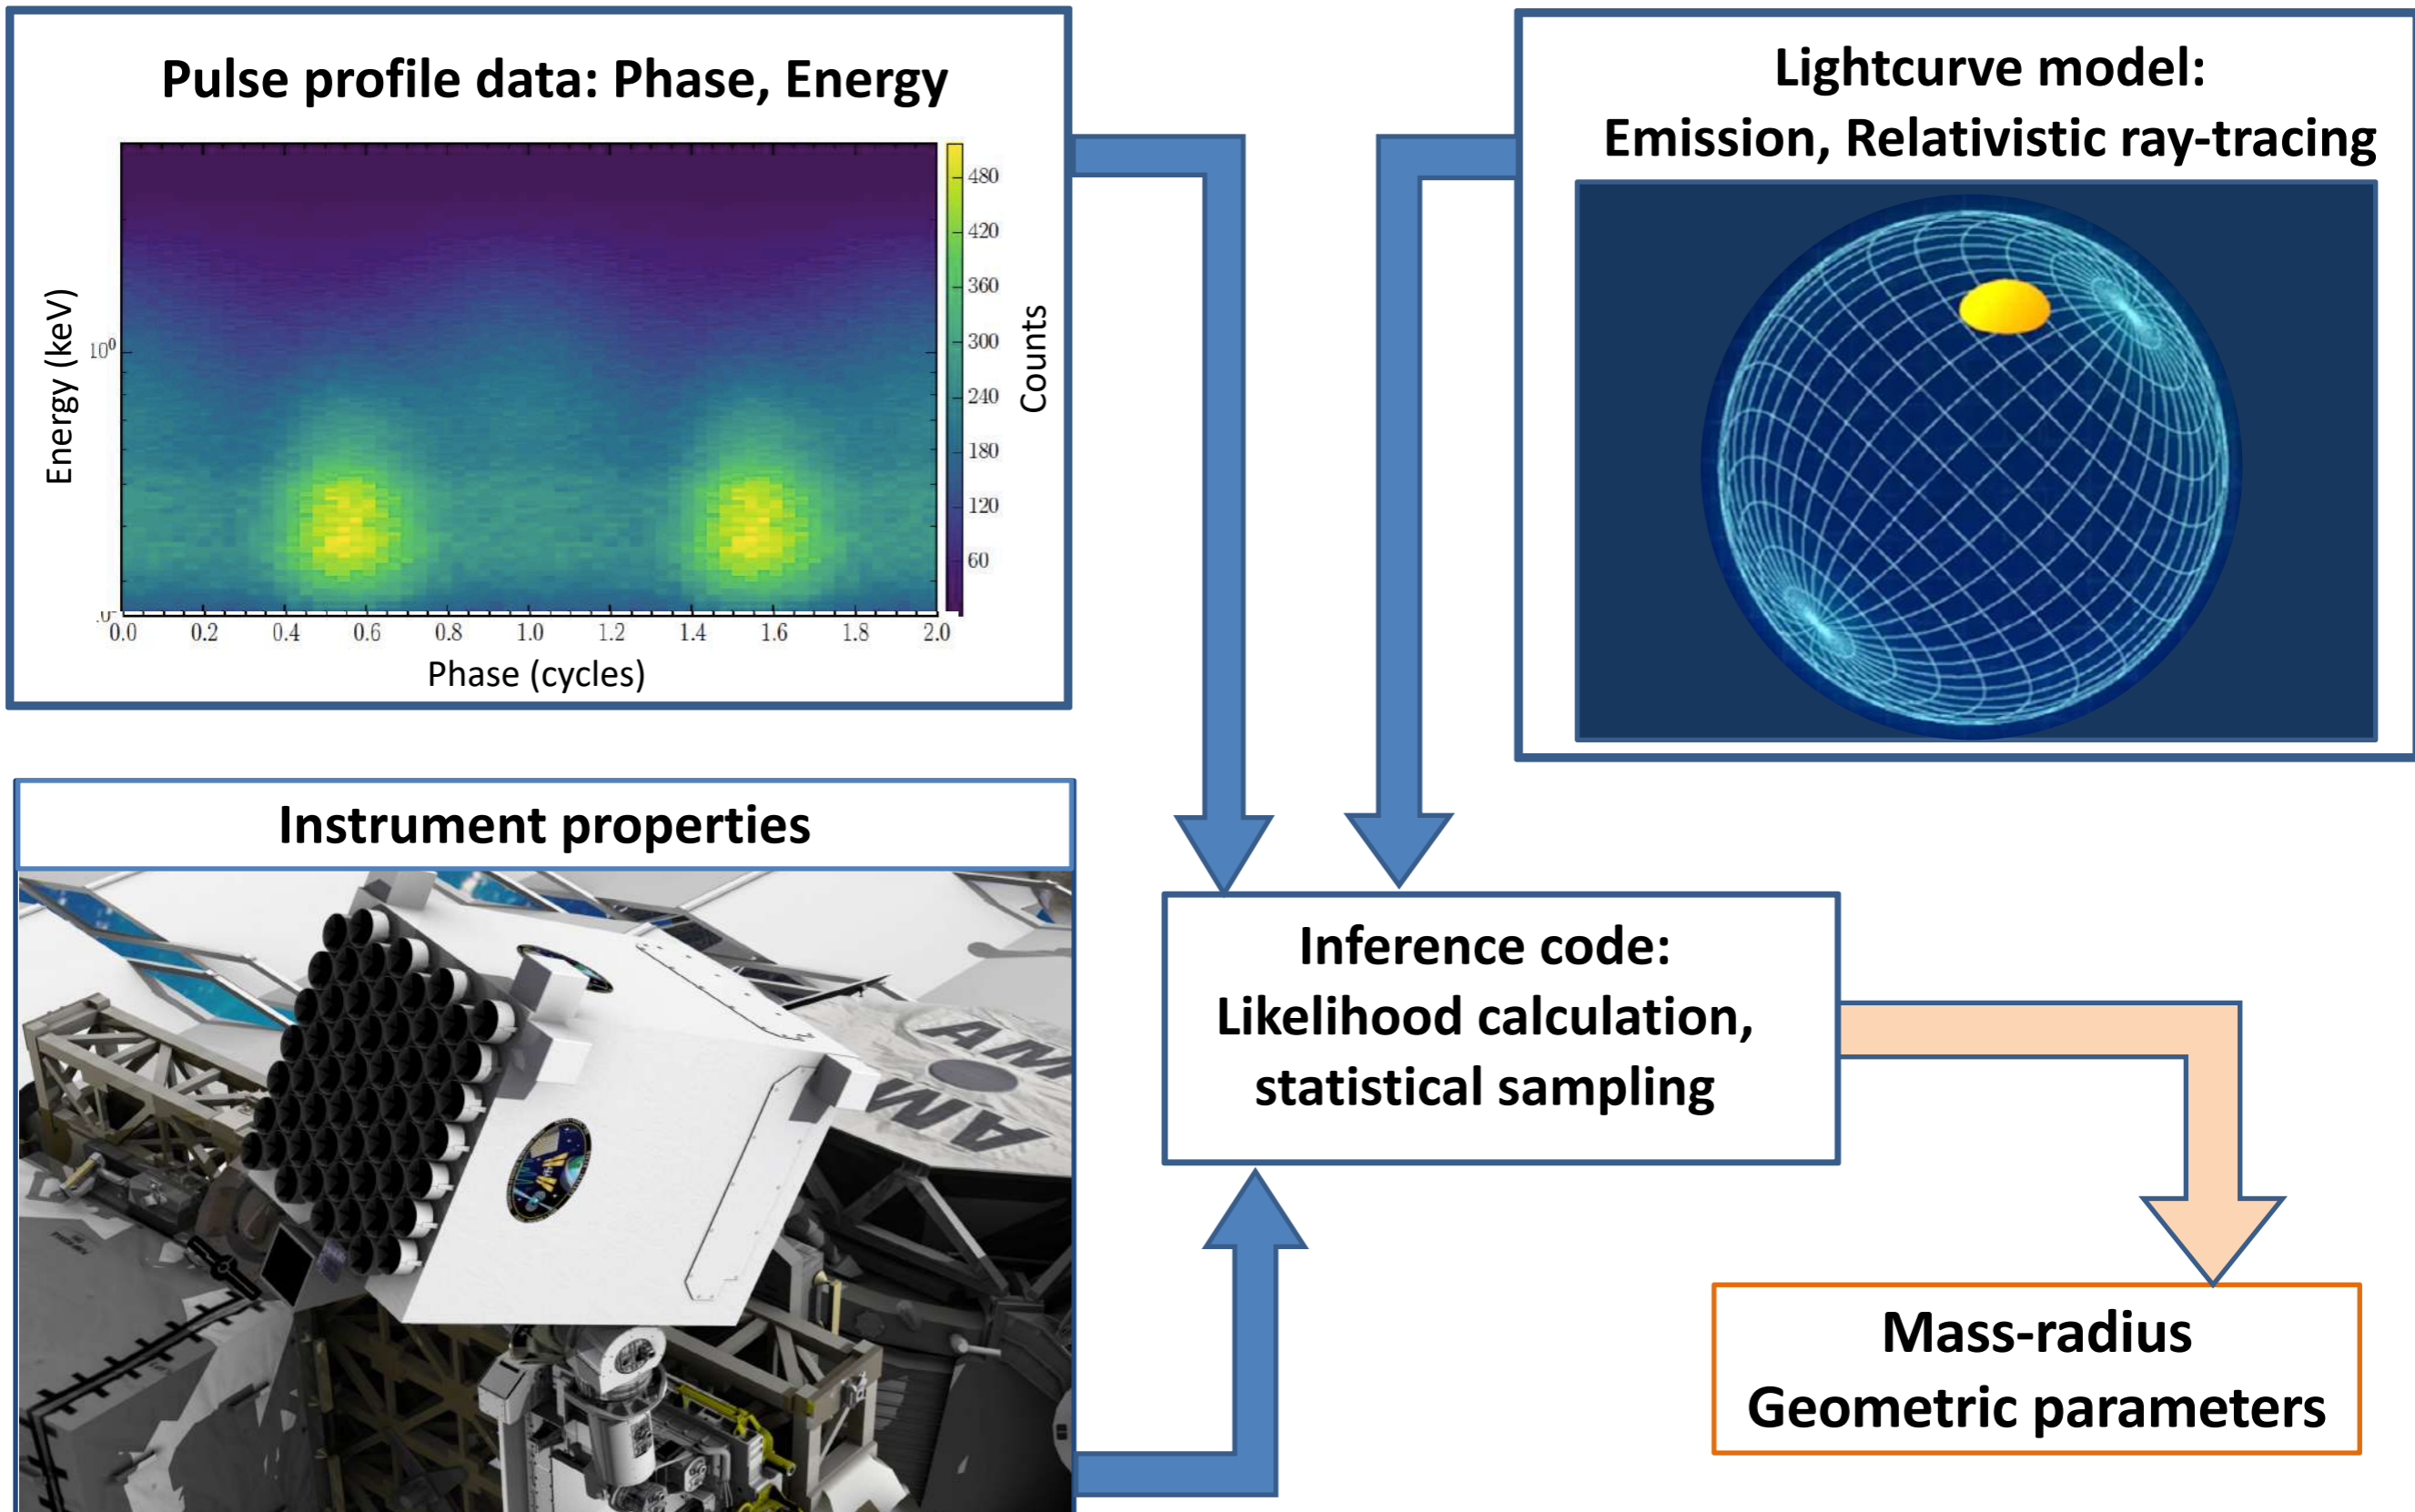 Pulse profile data: Phase, Energy
Energy (keV)
10⁰
0.0 0.2 0.4 0.6 0.8 1.0 1.2 1.4 1.6 1.8 2.0
Phase (cycles)
480
420
360
300
240
180
120
60
Counts
Lightcurve model:
Emission, Relativistic ray-tracing
Instrument properties
AM
AM
Inference code:
Likelihood calculation,
statistical sampling
Mass-radius
Geometric parameters